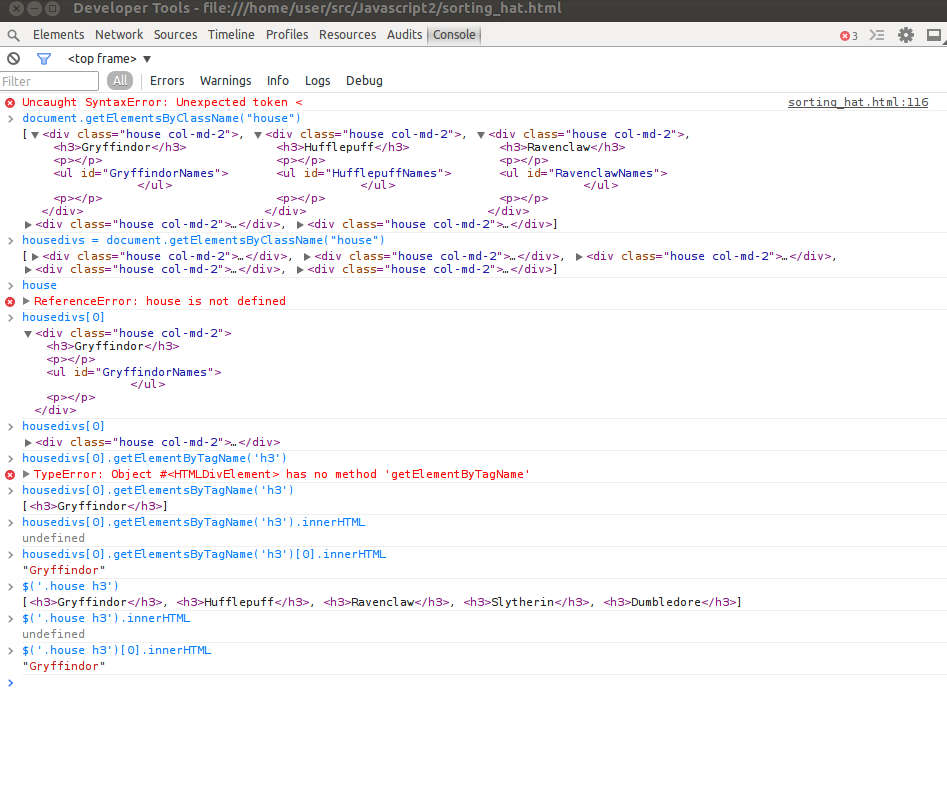 Developer Tools - file:///home/user/src/Javascript2/sorting_hat.html
Elements Network Sources Timeline Profiles Resources Audits Console 3
<top frame>
Filter All Errors Warnings Info Logs Debug
Uncaught SyntaxError: Unexpected token < sorting_hat.html:116
document.getElementsByClassName("house")
[▼<div class="house col-md-2">, ▼<div class="house col-md-2">, ▼<div class="house col-md-2">,
<h3>Gryffindor</h3> <h3>Hufflepuff</h3> <h3>Ravenclaw</h3>
<p></p> <p></p> <p></p>
<ul id="GryffindorNames"> <ul id="HufflepuffNames"> <ul id="RavenclawNames">
</ul> </ul> </ul>
<p></p> <p></p> <p></p>
</div> </div> </div>
▶<div class="house col-md-2">…</div>, ▶<div class="house col-md-2">…</div>]
housedivs = document.getElementsByClassName("house")
[▶<div class="house col-md-2">…</div>, ▶<div class="house col-md-2">…</div>, ▶<div class="house col-md-2">…</div>,
▶<div class="house col-md-2">…</div>, ▶<div class="house col-md-2">…</div>]
house
▶ReferenceError: house is not defined
housedivs[0]
▼<div class="house col-md-2">
<h3>Gryffindor</h3>
<p></p>
<ul id="GryffindorNames">
</ul>
<p></p>
</div>
housedivs[0]
▶<div class="house col-md-2">…</div>
housedivs[0].getElementByTagName('h3')
▶TypeError: Object #<HTMLDivElement> has no method 'getElementByTagName'
housedivs[0].getElementsByTagName('h3')
[<h3>Gryffindor</h3>]
housedivs[0].getElementsByTagName('h3').innerHTML
undefined
housedivs[0].getElementsByTagName('h3')[0].innerHTML
"Gryffindor"
$('.house h3')
[<h3>Gryffindor</h3>, <h3>Hufflepuff</h3>, <h3>Ravenclaw</h3>, <h3>Slytherin</h3>, <h3>Dumbledore</h3>]
$('.house h3').innerHTML
undefined
$('.house h3')[0].innerHTML
"Gryffindor"